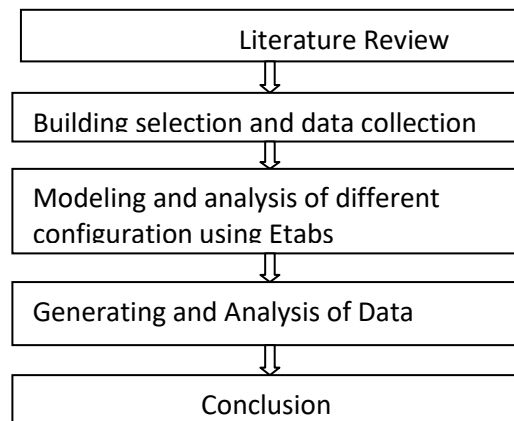 Literature Review
Building selection and data collection
Modeling and analysis of different
configuration using Etabs
Generating and Analysis of Data
Conclusion